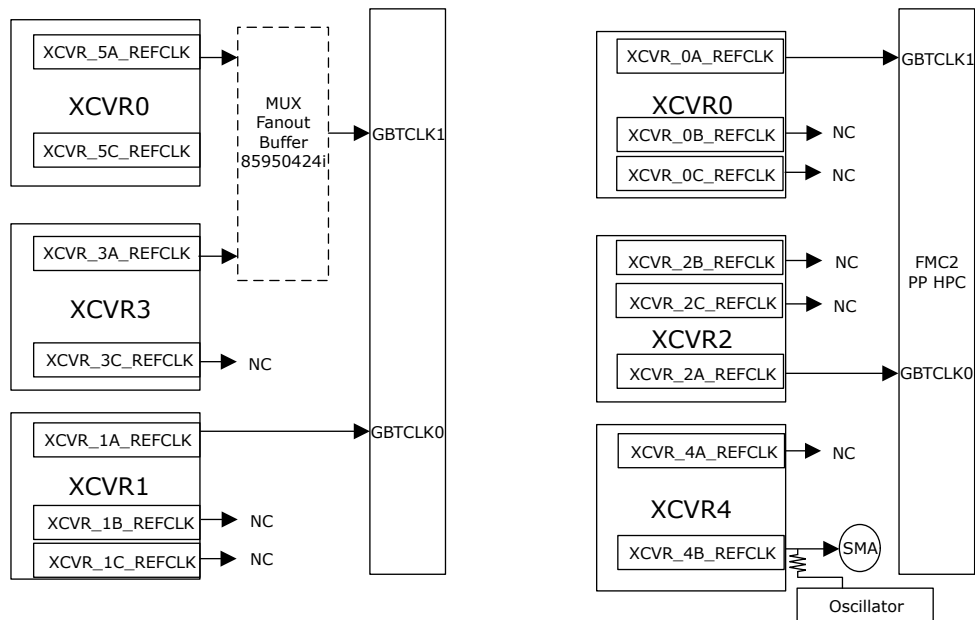 XCVR_5A_REFCLK
XCVR0
XCVR_5C_REFCLK
MUX
Fanout
Buffer
85950424i
GBTCLK1
XCVR_3A_REFCLK
XCVR3
XCVR_3C_REFCLK
NC
XCVR_1A_REFCLK
GBTCLK0
XCVR1
XCVR_1B_REFCLK
NC
XCVR_1C_REFCLK
NC
XCVR_0A_REFCLK
GBTCLK1
XCVR0
XCVR_0B_REFCLK
NC
XCVR_0C_REFCLK
NC
XCVR_2B_REFCLK
NC
FMC2
PP HPC
XCVR_2C_REFCLK
NC
XCVR2
XCVR_2A_REFCLK
GBTCLK0
XCVR_4A_REFCLK
NC
XCVR4
XCVR_4B_REFCLK
SMA
Oscillator